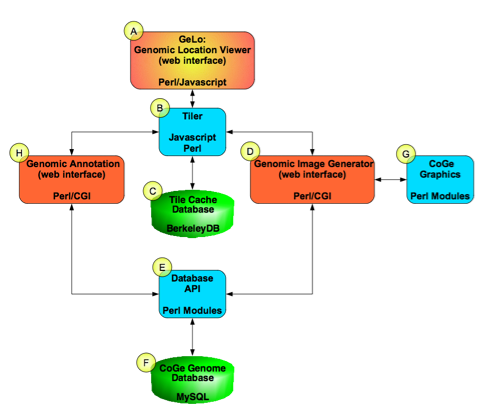 A
GeLo:
Genomic Location Viewer
(web interface)
Perl/Javascript
B
Tiler
Javascript
Perl
H
Genomic Annotation
(web interface)
Perl/CGI
D
Genomic Image Generator
(web interface)
Perl/CGI
G
CoGe
Graphics
Perl Modules
C
Tile Cache
Database
BerkeleyDB
E
Database
API
Perl Modules
F
CoGe Genome
Database
MySQL